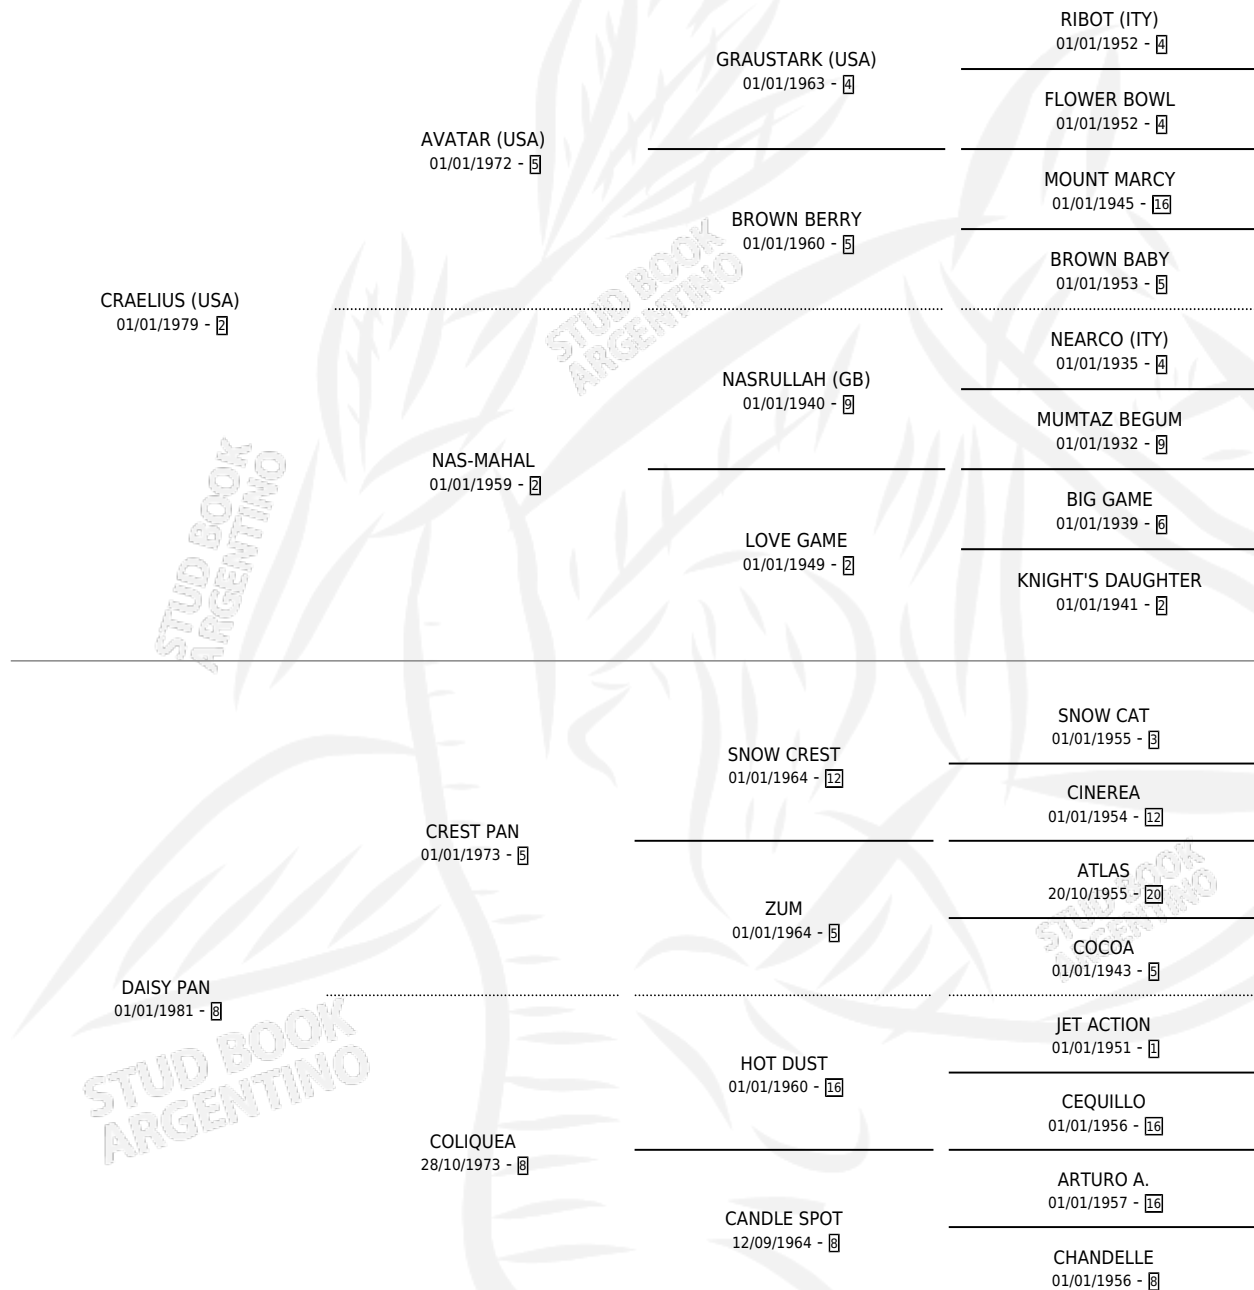 RIBOT (ITY)
01/01/1952 - 4
GRAUSTARK (USA)
01/01/1963 - 4
FLOWER BOWL
01/01/1952 - 4
AVATAR (USA)
01/01/1972 - 5
MOUNT MARCY
01/01/1945 - 16
BROWN BERRY
01/01/1960 - 5
BROWN BABY
01/01/1953 - 5
CRAELIUS (USA)
01/01/1979 - 2
NEARCO (ITY)
01/01/1935 - 4
NASRULLAH (GB)
01/01/1940 - 9
MUMTAZ BEGUM
01/01/1932 - 9
NAS-MAHAL
01/01/1959 - 2
BIG GAME
01/01/1939 - 6
LOVE GAME
01/01/1949 - 2
KNIGHT'S DAUGHTER
01/01/1941 - 2
SNOW CAT
01/01/1955 - 3
SNOW CREST
01/01/1964 - 12
CINEREA
01/01/1954 - 12
CREST PAN
01/01/1973 - 5
ATLAS
20/10/1955 - 20
ZUM
01/01/1964 - 5
COCOA
01/01/1943 - 5
DAISY PAN
01/01/1981 - 8
JET ACTION
01/01/1951 - 1
HOT DUST
01/01/1960 - 16
CEQUILLO
01/01/1956 - 16
COLIQUEA
28/10/1973 - 8
ARTURO A.
01/01/1957 - 16
CANDLE SPOT
12/09/1964 - 8
CHANDELLE
01/01/1956 - 8
STUD BOOK
ARGENTINO
STUD BOOK
ARGENTINO
STUD BOOK
ARGENTINO
STUD BOOK
ARGENTINO